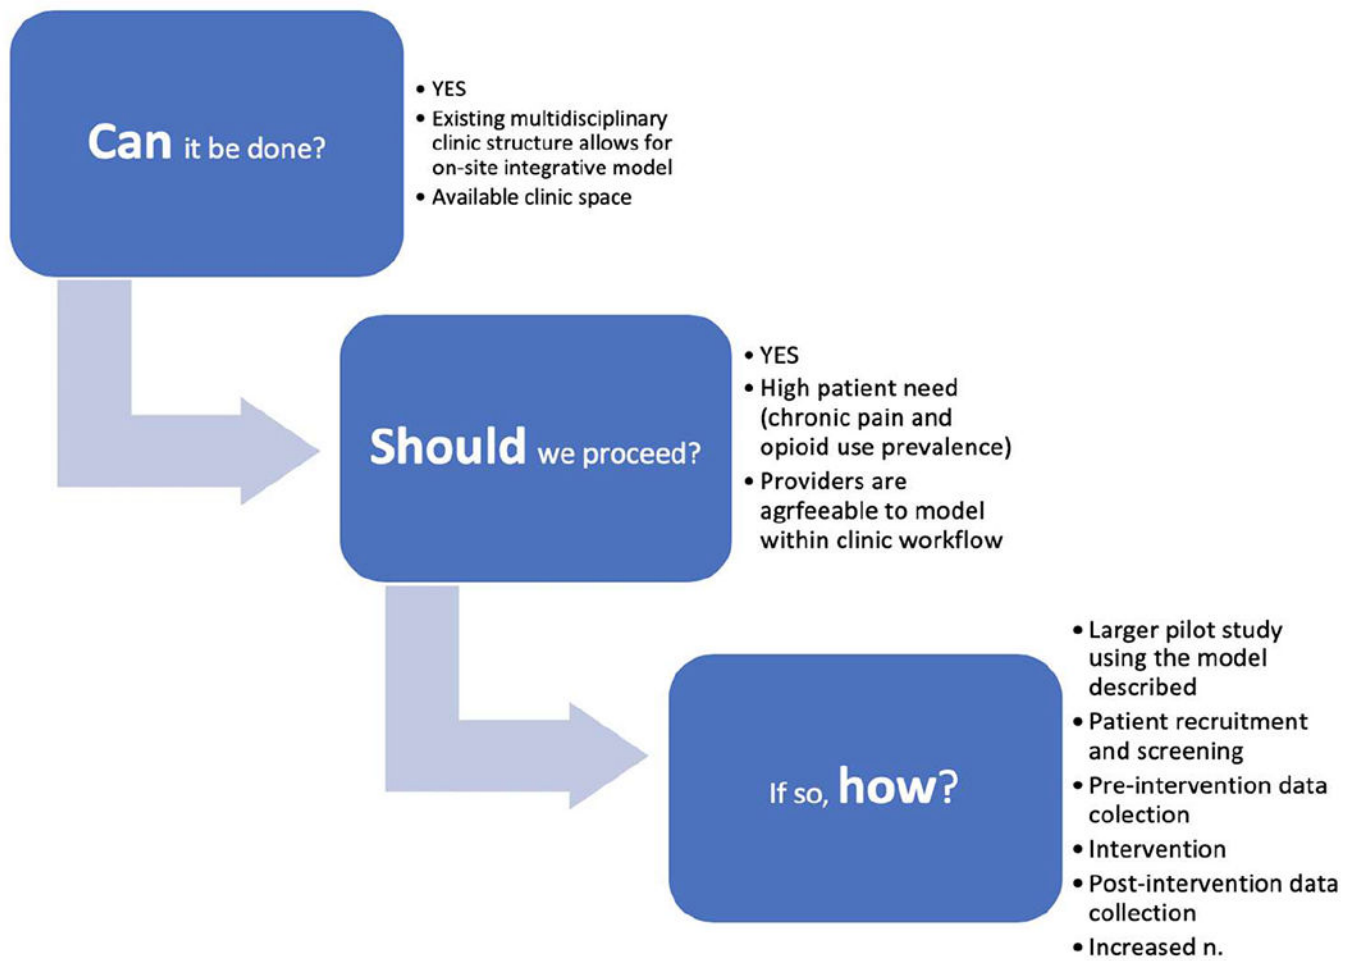 Can it be done?
• YES
• Existing multidisciplinary
clinic structure allows for
on-site integrative model
• Available clinic space
Should we proceed?
• YES
• High patient need
(chronic pain and
opioid use prevalence)
• Providers are
agrfeeable to model
within clinic workflow
If so, how?
• Larger pilot study
using the model
described
• Patient recruitment
and screening
• Pre-intervention data
colection
• Intervention
• Post-intervention data
collection
• Increased n.